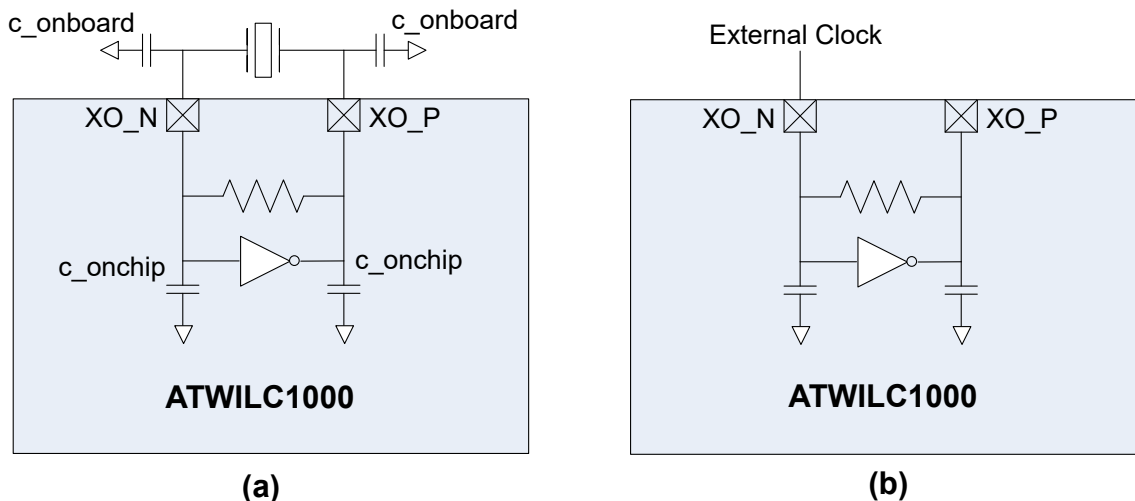 c_onboard
c_onboard
XO_N
XO_P
c_onchip
c_onchip
ATWILC1000
(a)
External Clock
XO_N
XO_P
ATWILC1000
(b)